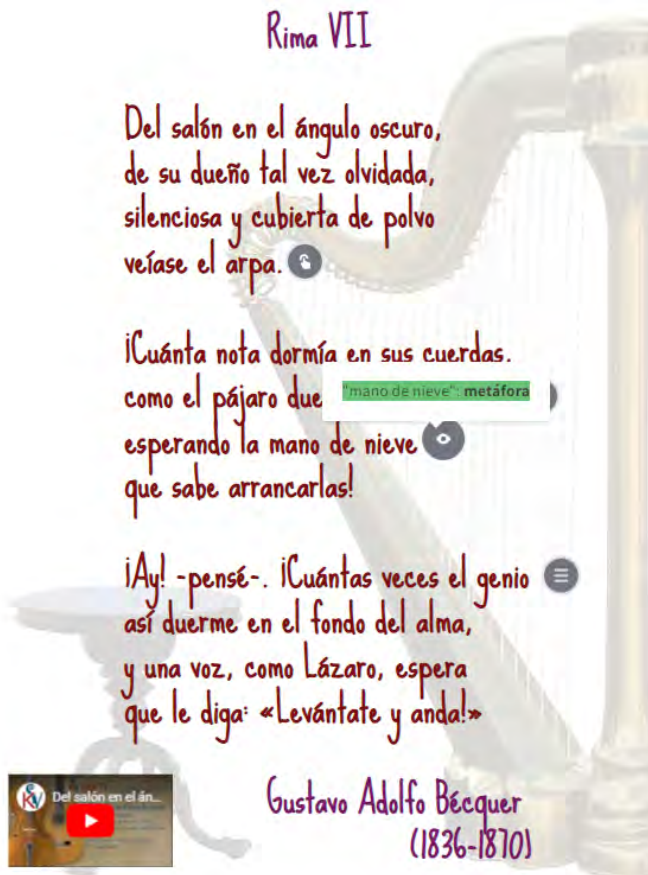 Rima VII
Del salón en el ángulo oscuro,
de su dueño tal vez olvidada,
silenciosa y cubierta de polvo
veíase el arpa.
¡Cuánta nota dormía en sus cuerdas,
como el pájaro due
"mano de nieve": metáfora
esperando la mano de nieve
que sabe arrancarlas!
¡Ay! -pensé-. ¡Cuántas veces el genio
así duerme en el fondo del alma,
y una voz, como Lázaro, espera
que le diga: «Levántate y anda!»
Del salón en el án...
Gustavo Adolfo Bécquer
(1836-1870)